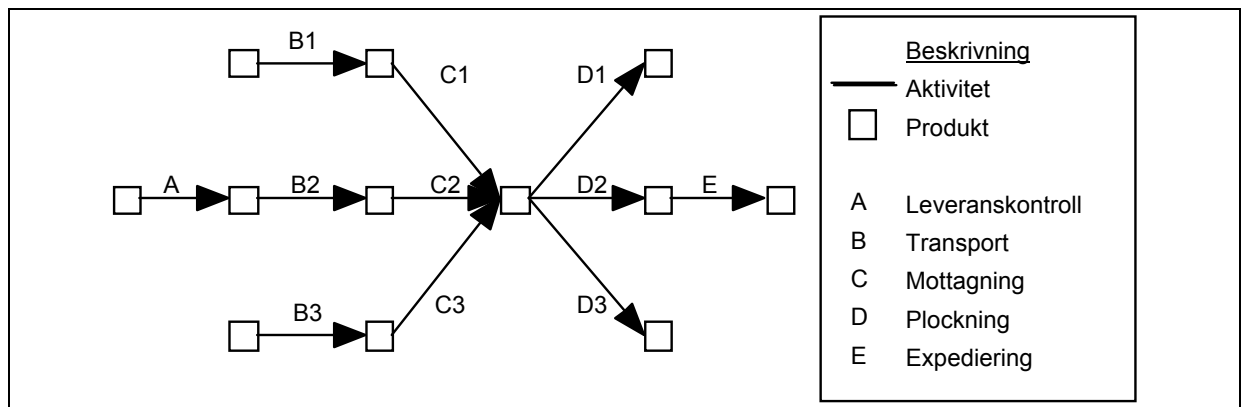 B1
C1
D1
A
B2
C2
D2
E
B3
C3
D3
Beskrivning
Aktivitet
Produkt
A Leveranskontroll
B Transport
C Mottagning
D Plockning
E Expediering